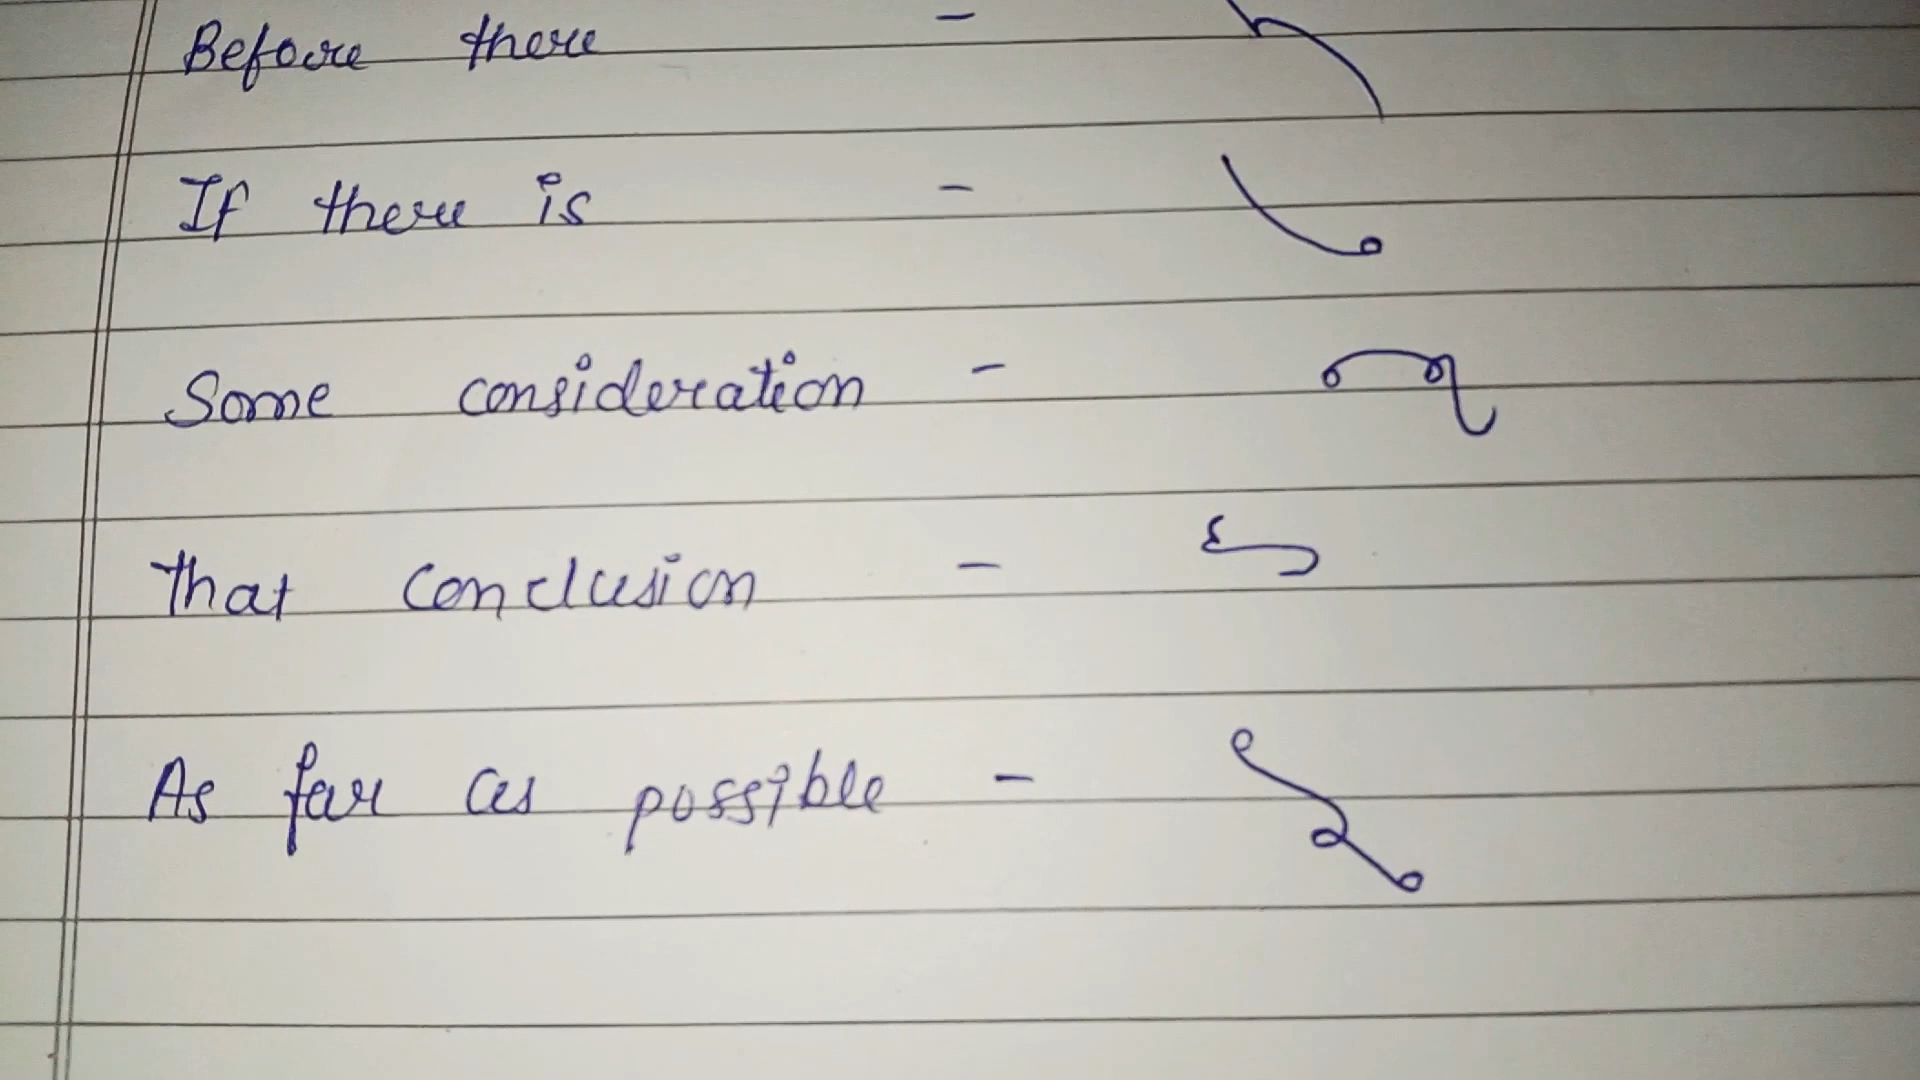 Before there -
If there is -
Some consideration -
That conclusion -
As far as possible -